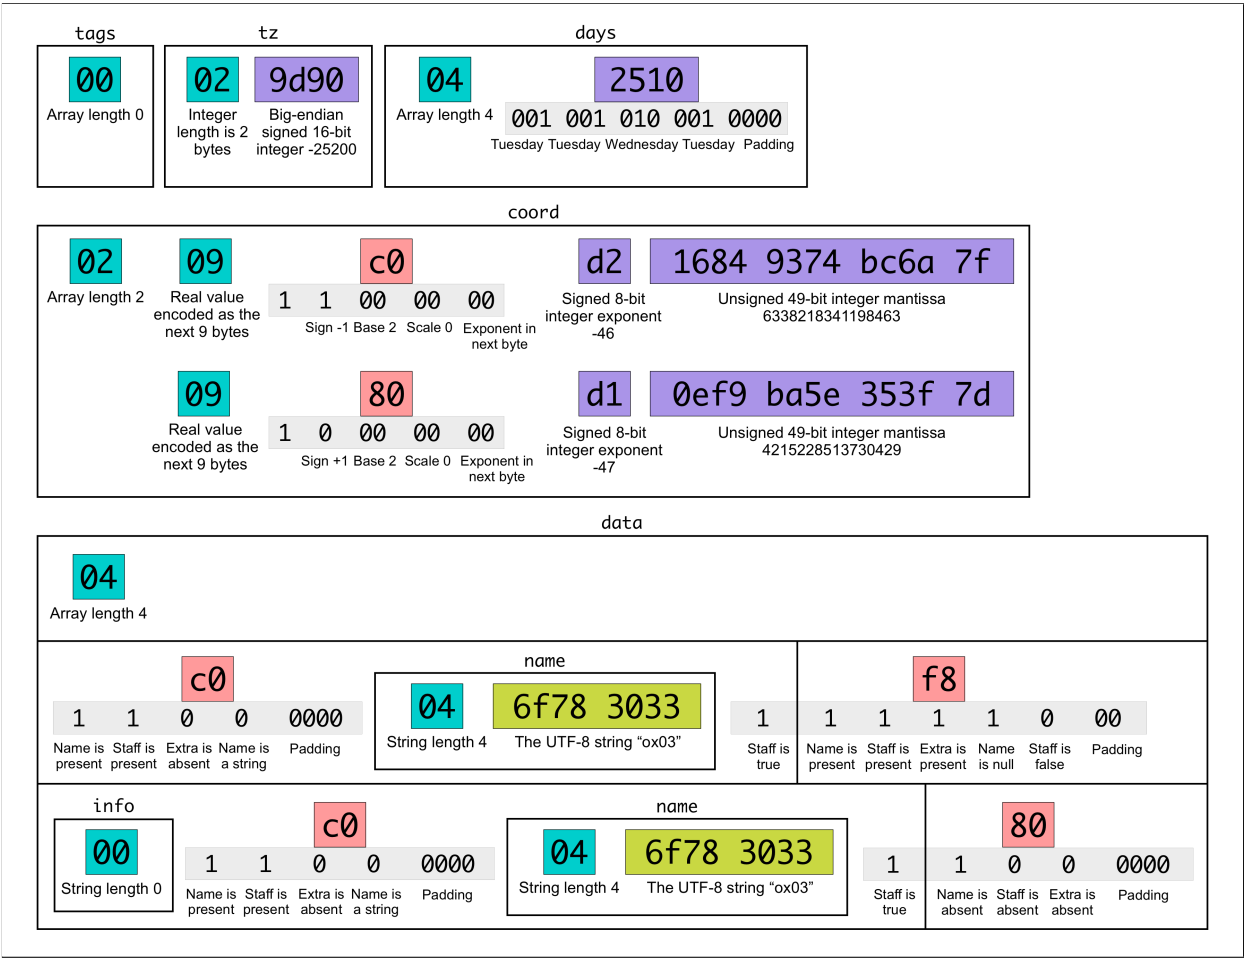 tags tz days
00 02 9d90 04 2510
Array length 0 Integer length is 2 bytes Big-endian signed 16-bit integer -25200 Array length 4 001 001 010 001 0000
Tuesday Tuesday Wednesday Tuesday Padding
coord
02 09 c0 d2 1684 9374 bc6a 7f
Array length 2 Real value encoded as the next 9 bytes 1 1 00 00 00 Signed 8-bit integer exponent -46 Unsigned 49-bit integer mantissa 6338218341198463
Sign -1 Base 2 Scale 0 Exponent in next byte
09 80 d1 0ef9 ba5e 353f 7d
Real value encoded as the next 9 bytes 1 0 00 00 00 Signed 8-bit integer exponent -47 Unsigned 49-bit integer mantissa 4215228513730429
Sign +1 Base 2 Scale 0 Exponent in next byte
data
04
Array length 4
c0
1 1 0 0 0000
Name is present Staff is present Extra is absent Name is a string Padding
name
04 6f78 3033
String length 4 The UTF-8 string “ox03”
1
Staff is true
f8
1 1 1 1 0 00
Name is present Staff is present Extra is present Name is null Staff is false Padding
info
00
String length 0
c0
1 1 0 0 0000
Name is present Staff is present Extra is absent Name is a string Padding
name
04 6f78 3033
String length 4 The UTF-8 string “ox03”
1
Staff is true
80
1 0 0 0000
Name is absent Staff is absent Extra is absent Padding